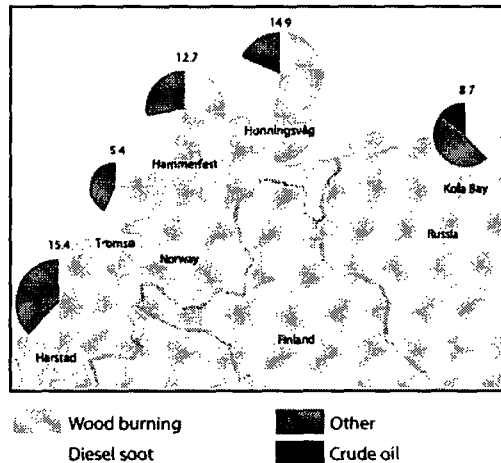 14.9
12.7
8.7
Honningsvåg
Hammerfest
5.4
Kola Bay
Tromsø
Russia
15.4
Norway
Finland
Harstad
Wood burning
Other
Diesel soot
Crude oil